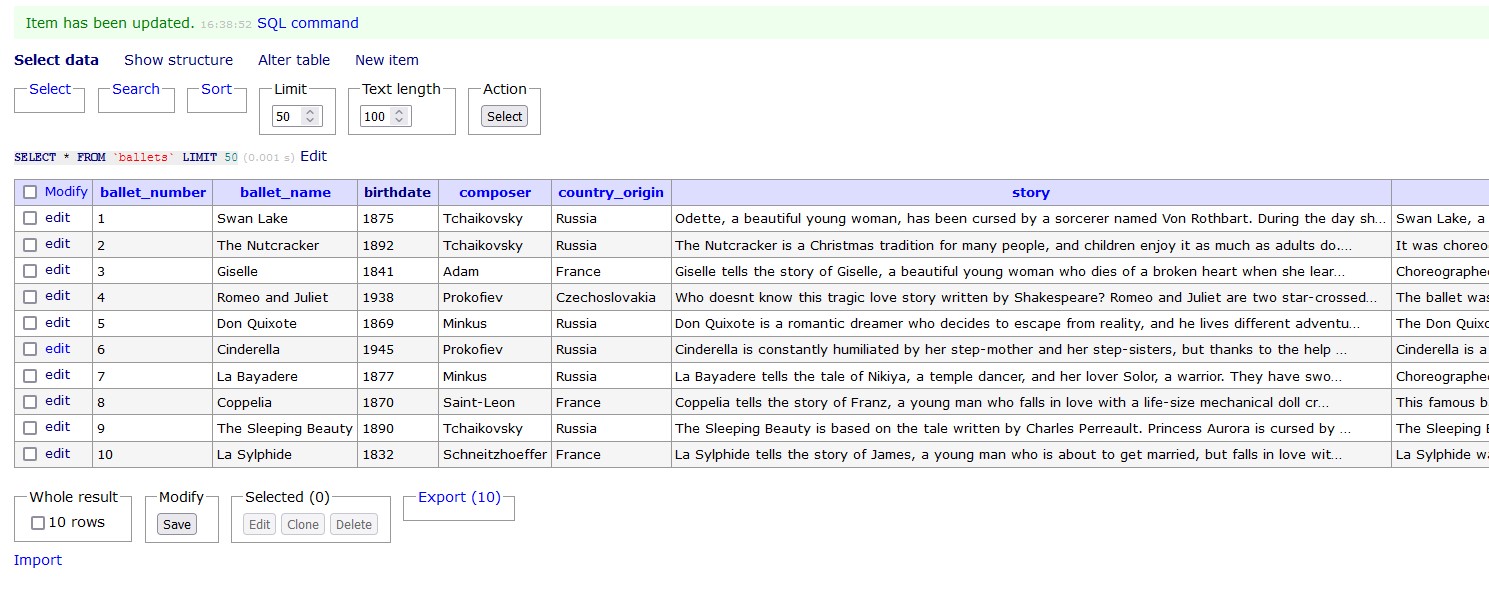 Item has been updated. 16:38:52 SQL command
Select data Show structure Alter table New item
Select Search Sort Limit Text length Action
50 100 Select
SELECT * FROM `ballets` LIMIT 50 (0.001 s) Edit
Modify ballet_number ballet_name birthdate composer country_origin story
edit 1 Swan Lake 1875 Tchaikovsky Russia Odette, a beautiful young woman, has been cursed by a sorcerer named Von Rothbart. During the day sh... Swan Lake, a
edit 2 The Nutcracker 1892 Tchaikovsky Russia The Nutcracker is a Christmas tradition for many people, and children enjoy it as much as adults do.... It was choreo
edit 3 Giselle 1841 Adam France Giselle tells the story of Giselle, a beautiful young woman who dies of a broken heart when she lear... Choreographe
edit 4 Romeo and Juliet 1938 Prokofiev Czechoslovakia Who doesnt know this tragic love story written by Shakespeare? Romeo and Juliet are two star-crossed... The ballet was
edit 5 Don Quixote 1869 Minkus Russia Don Quixote is a romantic dreamer who decides to escape from reality, and he lives different adventu... The Don Quixo
edit 6 Cinderella 1945 Prokofiev Russia Cinderella is constantly humiliated by her step-mother and her step-sisters, but thanks to the help ... Cinderella is a
edit 7 La Bayadere 1877 Minkus Russia La Bayadere tells the tale of Nikiya, a temple dancer, and her lover Solor, a warrior. They have swo... Choreographe
edit 8 Coppelia 1870 Saint-Leon France Coppelia tells the story of Franz, a young man who falls in love with a life-size mechanical doll cr... This famous b
edit 9 The Sleeping Beauty 1890 Tchaikovsky Russia The Sleeping Beauty is based on the tale written by Charles Perreault. Princess Aurora is cursed by ... The Sleeping B
edit 10 La Sylphide 1832 Schneitzhoeffer France La Sylphide tells the story of James, a young man who is about to get married, but falls in love wit... La Sylphide wa
Whole result Modify Selected (0) Export (10)
10 rows Save Edit Clone Delete
Import